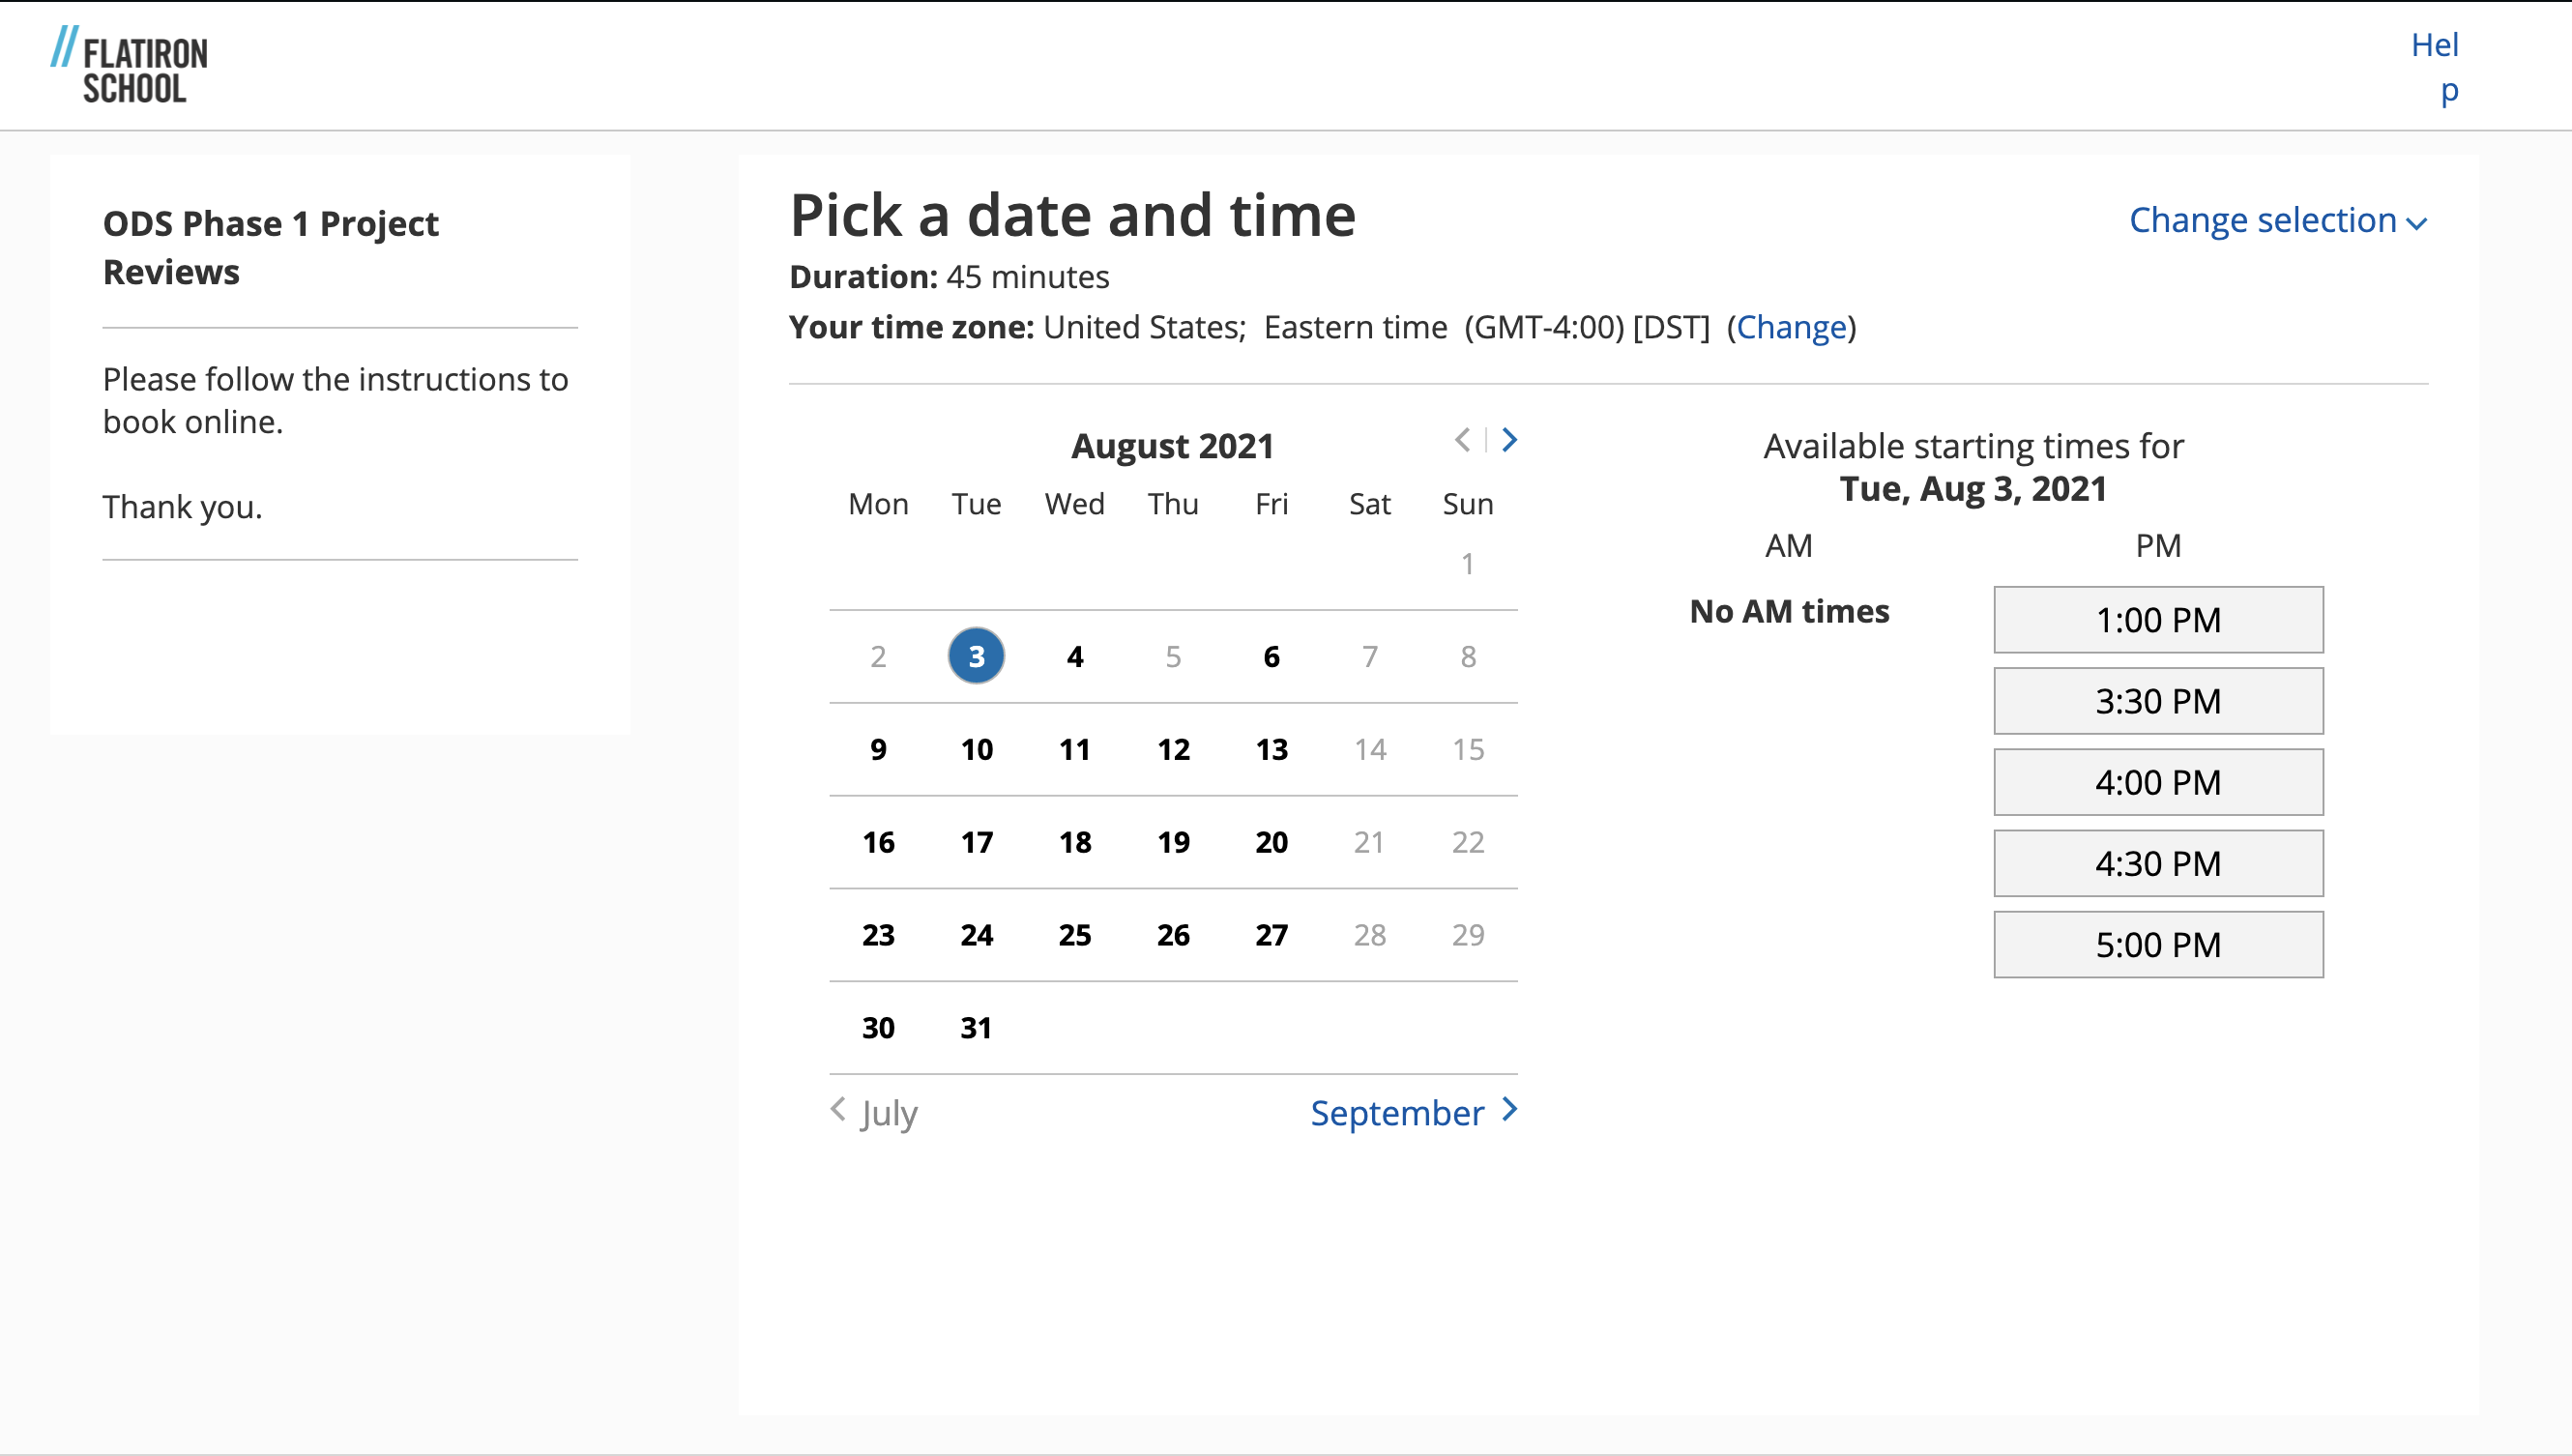 FLATIRON
SCHOOL
Hel
p
ODS Phase 1 Project
Reviews
Please follow the instructions to
book online.
Thank you.
Pick a date and time
Change selection
Duration: 45 minutes
Your time zone: United States; Eastern time (GMT-4:00) [DST] (Change)
August 2021
Mon Tue Wed Thu Fri Sat Sun
1
2 3 4 5 6 7 8
9 10 11 12 13 14 15
16 17 18 19 20 21 22
23 24 25 26 27 28 29
30 31
July September
Available starting times for
Tue, Aug 3, 2021
AM PM
No AM times
1:00 PM
3:30 PM
4:00 PM
4:30 PM
5:00 PM